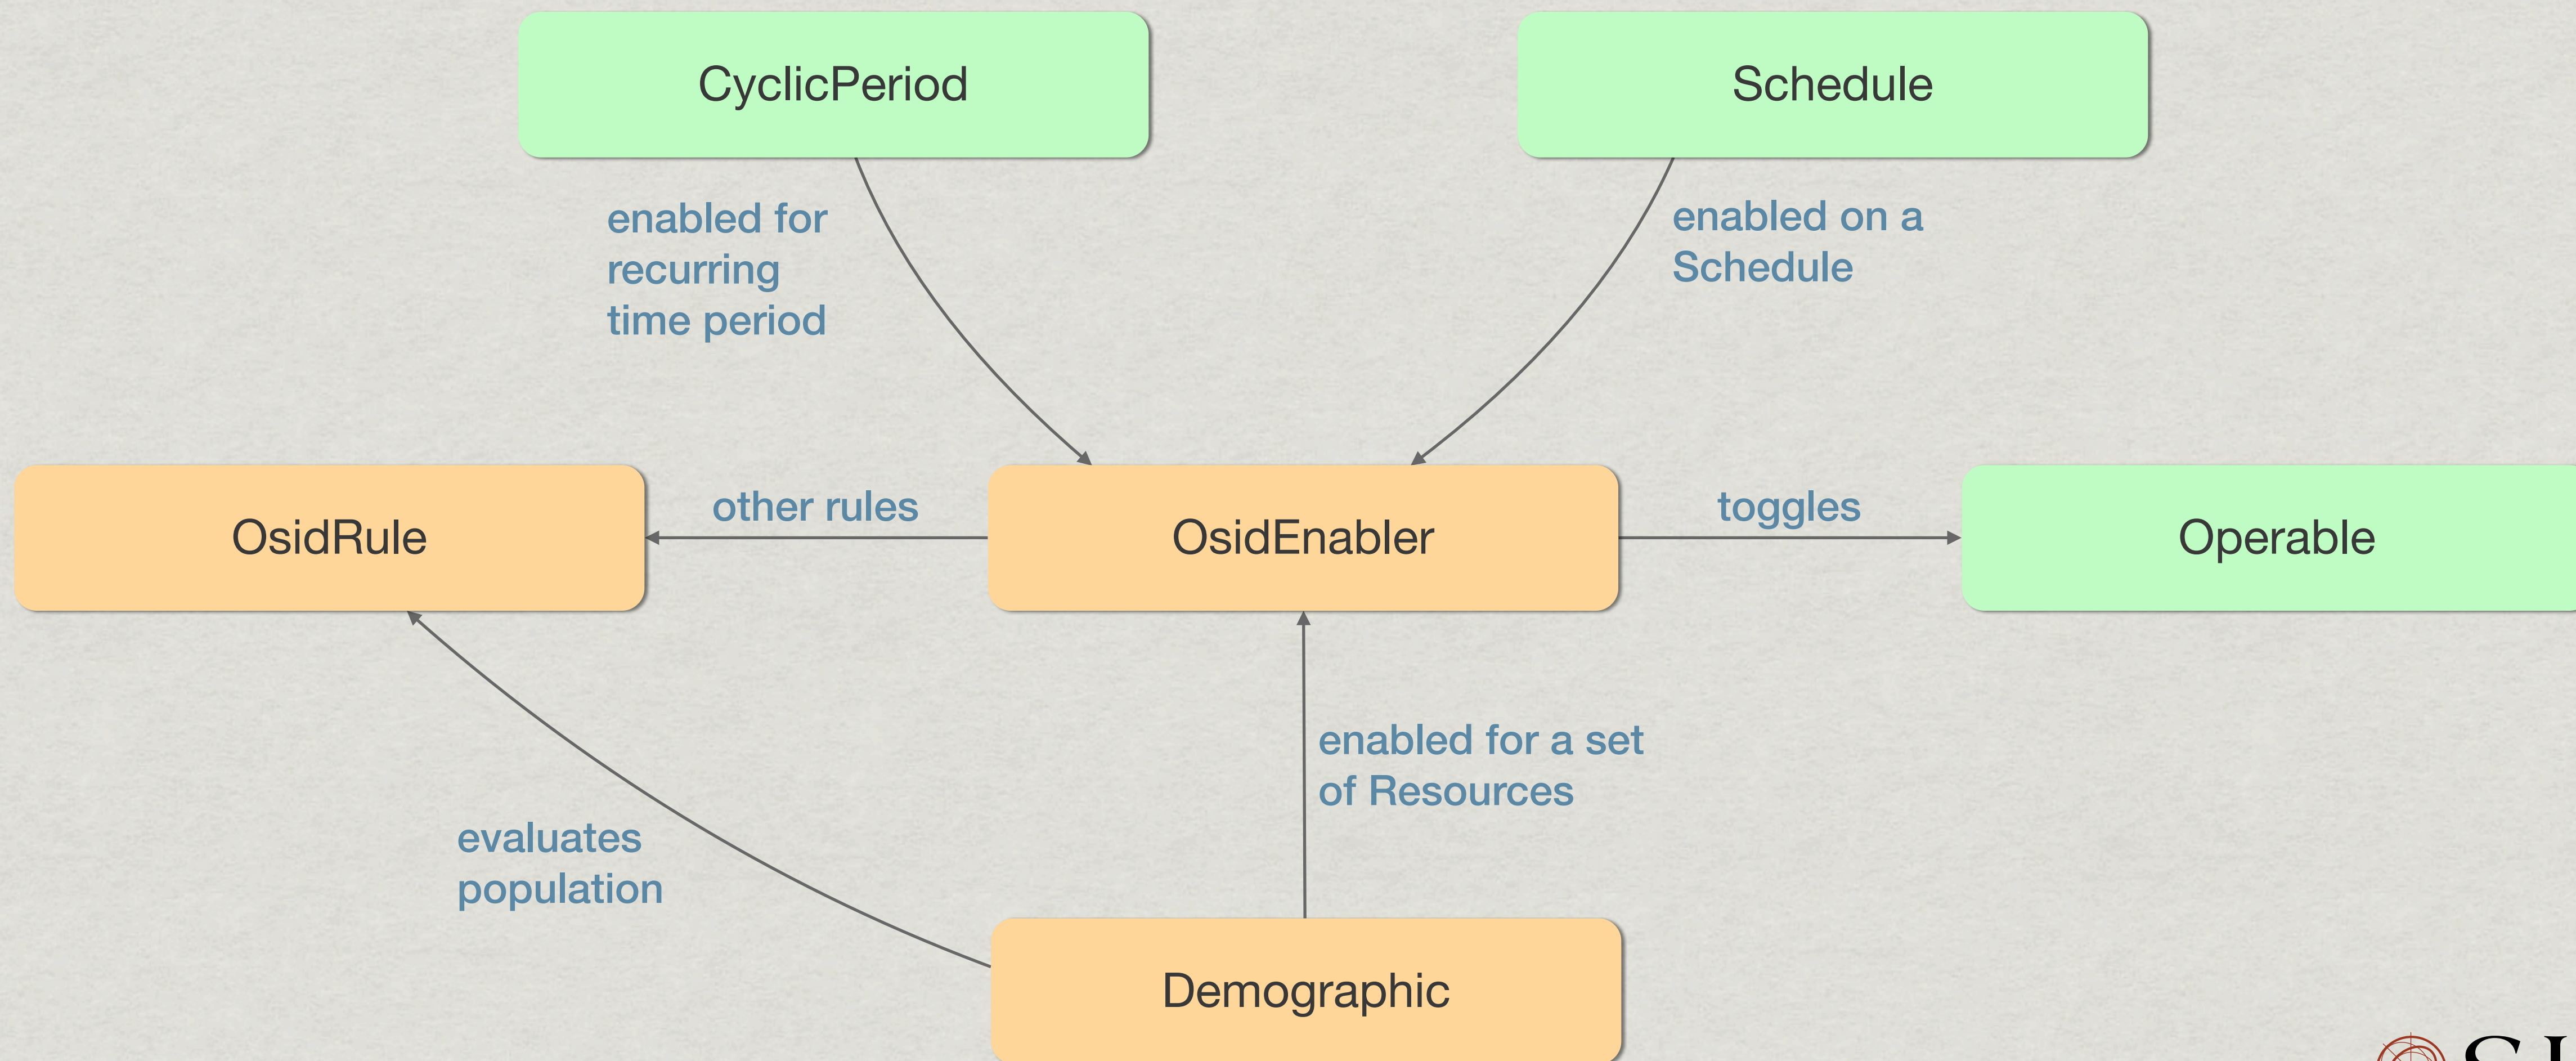 CyclicPeriod
Schedule
enabled for
recurring
time period
enabled on a
Schedule
OsidRule
other rules
OsidEnabler
toggles
Operable
enabled for a set
of Resources
evaluates
population
Demographic